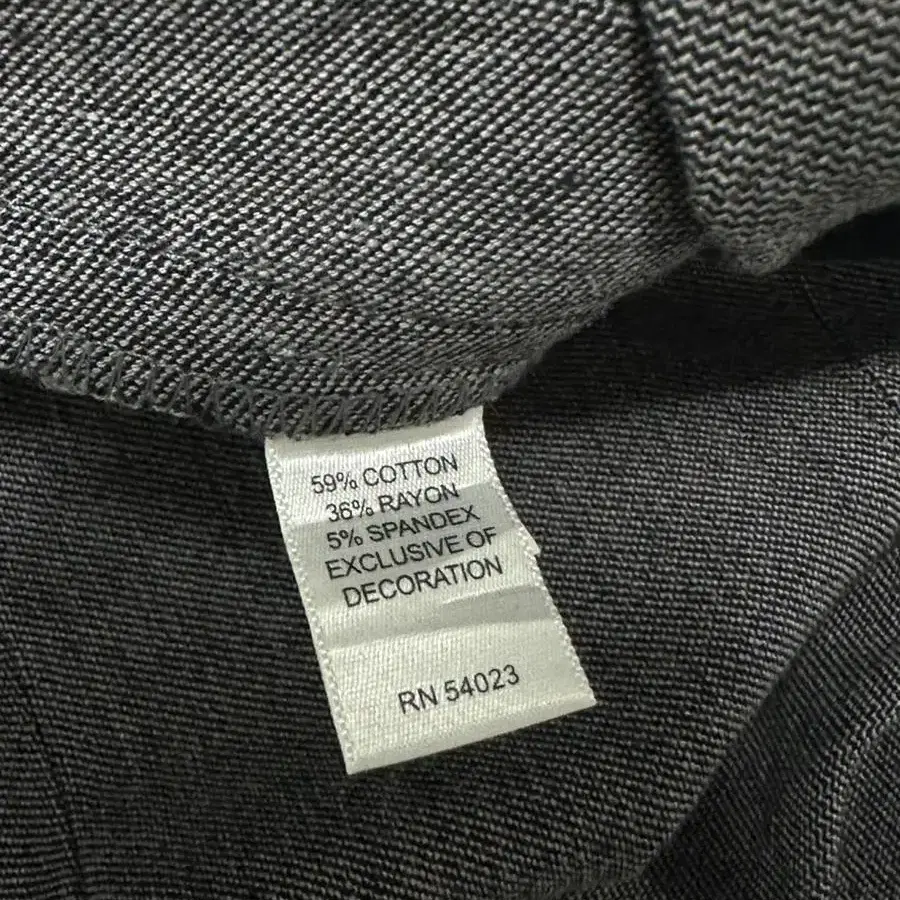 59% COTTON
36% RAYON
5% SPANDEX
EXCLUSIVE OF
DECORATION
RN 54023